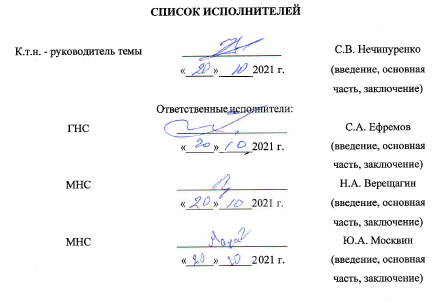 СПИСОК ИСПОЛНИТЕЛЕЙ
К.т.н. - руководитель темы С.В. Нечипуренко
« 20 » 10 2021 г. (введение, основная
часть, заключение)
Ответственные исполнители:
ГНС С.А. Ефремов
« 20 » 10 2021 г. (введение, основная
часть, заключение)
МНС Н.А. Верещагин
« 20 » 10 2021 г. (введение, основная
часть, заключение)
МНС Ю.А. Москвин
« 20 » 10 2021 г. (введение, основная
часть, заключение)